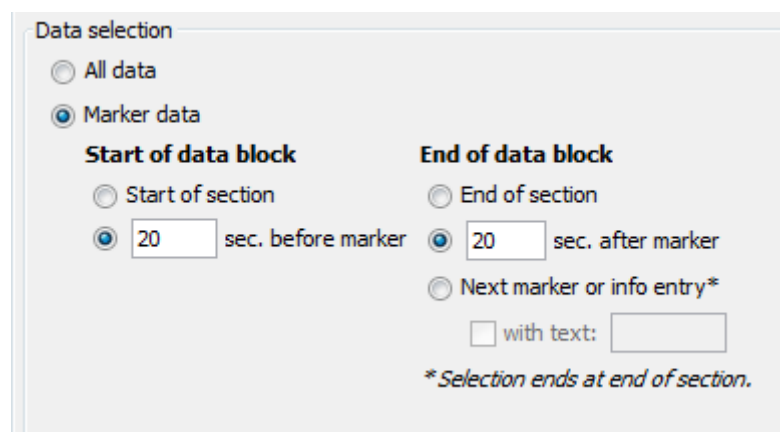 Data selection
All data
Marker data
Start of data block
End of data block
Start of section
End of section
20 sec. before marker
20 sec. after marker
Next marker or info entry*
with text:
*Selection ends at end of section.